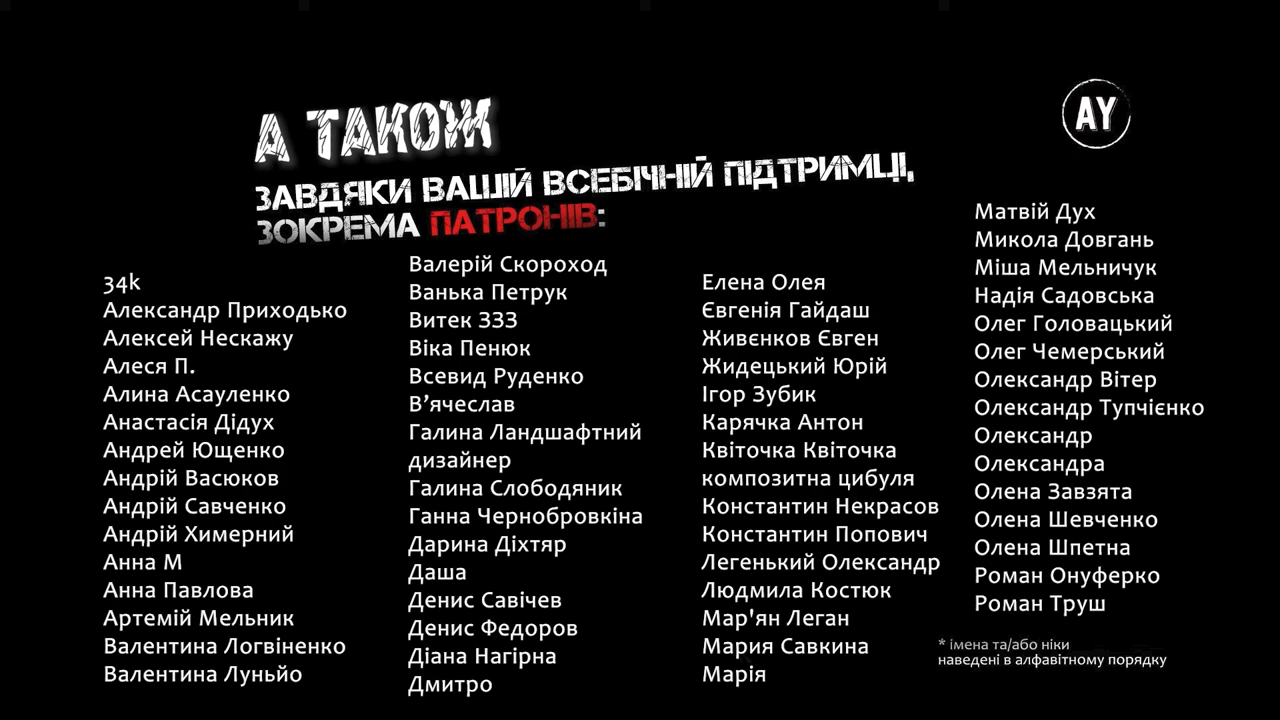 А ТАКОЖ
ЗАВДЯКИ ВАШІЙ ВСЕБІЧНІЙ ПІДТРИМЦІ,
ЗОКРЕМА ПАТРОНІВ:
АУ
34k
Александр Приходько
Алексей Нескажу
Алеся П.
Алина Асауленко
Анастасія Дідух
Андрей Ющенко
Андрій Васюков
Андрій Савченко
Андрій Химерний
Анна М
Анна Павлова
Артемій Мельник
Валентина Логвіненко
Валентина Луньйо
Валерій Скороход
Ванька Петрук
Витек 333
Віка Пенюк
Всевид Руденко
В’ячеслав
Галина Ландшафтний
дизайнер
Галина Слободяник
Ганна Чернобровкіна
Дарина Діхтяр
Даша
Денис Савічев
Денис Федоров
Діана Нагірна
Дмитро
Елена Олея
Євгенія Гайдаш
Живєнков Євген
Жидецький Юрій
Ігор Зубик
Карячка Антон
Квіточка Квіточка
композитна цибуля
Константин Некрасов
Константин Попович
Легенький Олександр
Людмила Костюк
Мар'ян Леган
Мария Савкина
Марія
Матвій Дух
Микола Довгань
Міша Мельничук
Надія Садовська
Олег Головацький
Олег Чемерський
Олександр Вітер
Олександр Тупчієнко
Олександр
Олександра
Олена Завзята
Олена Шевченко
Олена Шпетна
Роман Онуферко
Роман Труш
* імена та/або ніки
наведені в алфавітному порядку